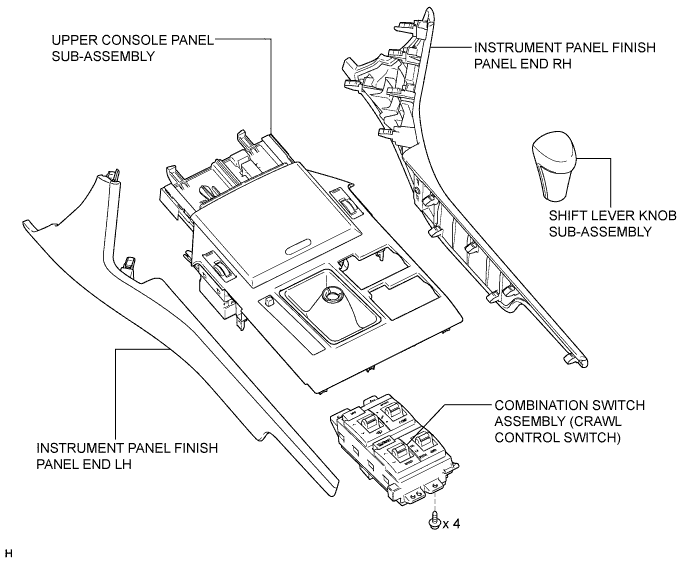 UPPER CONSOLE PANEL
SUB-ASSEMBLY
INSTRUMENT PANEL FINISH
PANEL END RH
SHIFT LEVER KNOB
SUB-ASSEMBLY
COMBINATION SWITCH
ASSEMBLY (CRAWL
CONTROL SWITCH)
INSTRUMENT PANEL FINISH
PANEL END LH
x 4
H